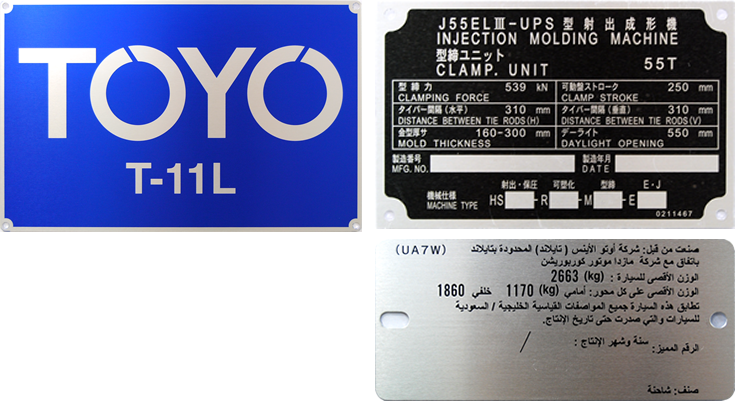 TOYO
T-11L
J55ELⅢ-UPS 型射出成形機
INJECTION MOLDING MACHINE
型締ユニット
CLAMP. UNIT 55T
型締力 539 kN
CLAMPING FORCE
可動盤ストローク 250 mm
CLAMP STROKE
タイバー間隔(水平) 310 mm
DISTANCE BETWEEN TIE RODS(H)
タイバー間隔(垂直) 310 mm
DISTANCE BETWEEN TIE RODS(V)
金型厚サ 160-300 mm
MOLD THICKNESS
デーライト 550 mm
DAYLIGHT OPENING
製造番号
MFG. NO.
製造年月
DATE
射出・保圧 可塑化 型締 E・J
機械仕様
MACHINE TYPE HS -R -M -E
0211467
(UA7W) صنعت من قبل: شركة أوتو الأينس (تايلاند) المحدودة بتايلاند
باتفاق مع شركة مازدا موتور كوربوريشن
الوزن الأقصى للسيارة : (kg) 2663
الوزن الأقصى على كل محور: أمامي (kg) 1170 خلفي 1860
تطابق هذه السيارة جميع المواصفات القياسية الخليجية / السعودية
للسيارات والتي صدرت حتى تاريخ الإنتاج.
الرقم المميز: سنة وشهر الإنتاج : /
صنف: شاحنة